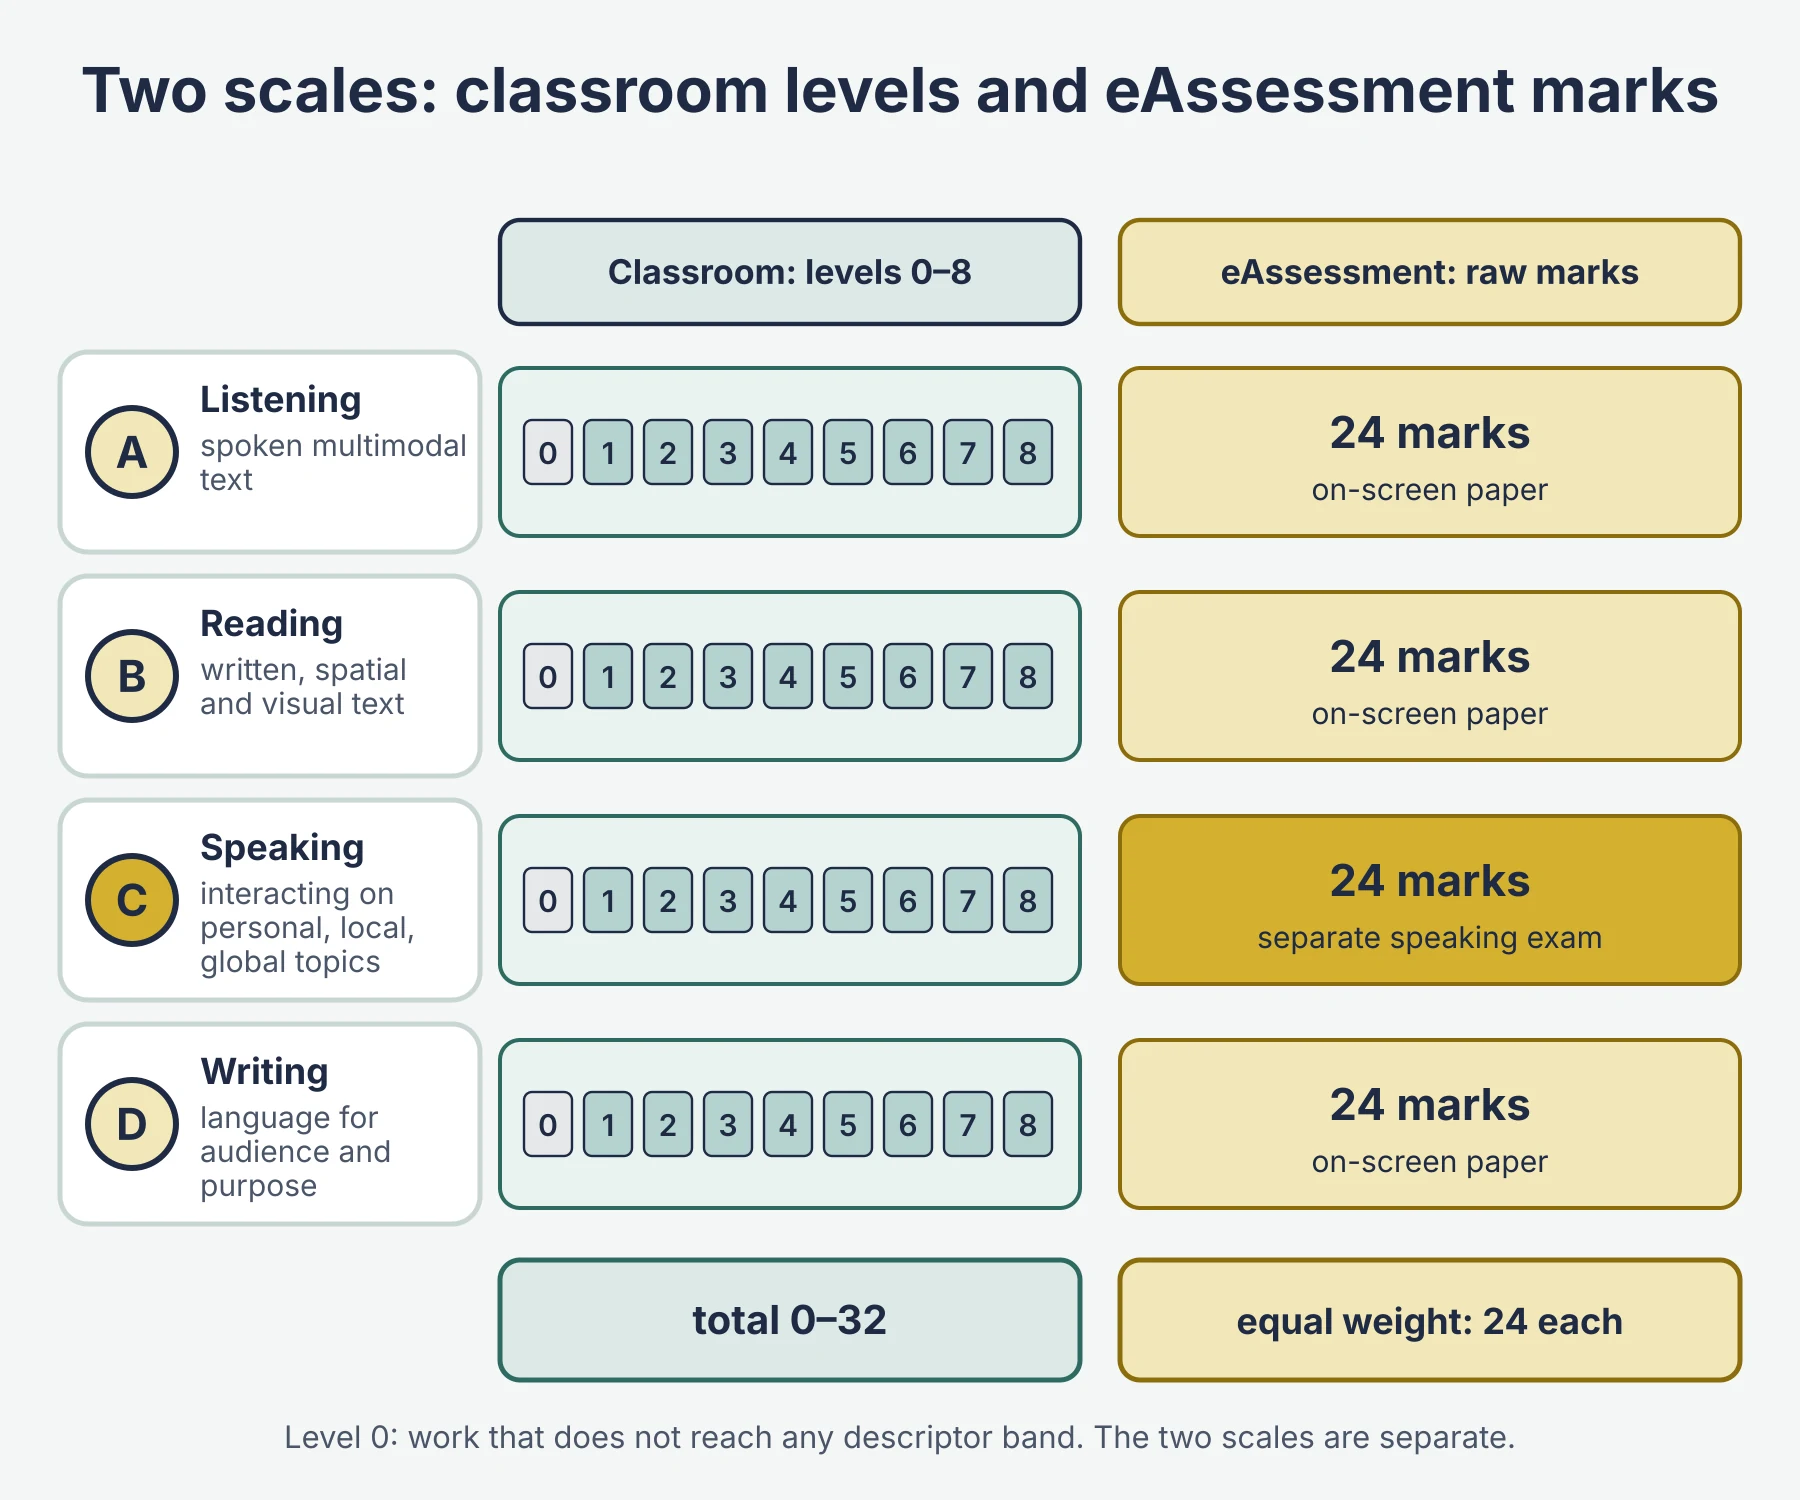 Two scales: classroom levels and eAssessment marks
Classroom: levels 0–8
eAssessment: raw marks
A
Listening
spoken multimodal
text
0 1 2 3 4 5 6 7 8
24 marks
on-screen paper
B
Reading
written, spatial
and visual text
0 1 2 3 4 5 6 7 8
24 marks
on-screen paper
C
Speaking
interacting on
personal, local,
global topics
0 1 2 3 4 5 6 7 8
24 marks
separate speaking exam
D
Writing
language for
audience and
purpose
0 1 2 3 4 5 6 7 8
24 marks
on-screen paper
total 0–32
equal weight: 24 each
Level 0: work that does not reach any descriptor band. The two scales are separate.